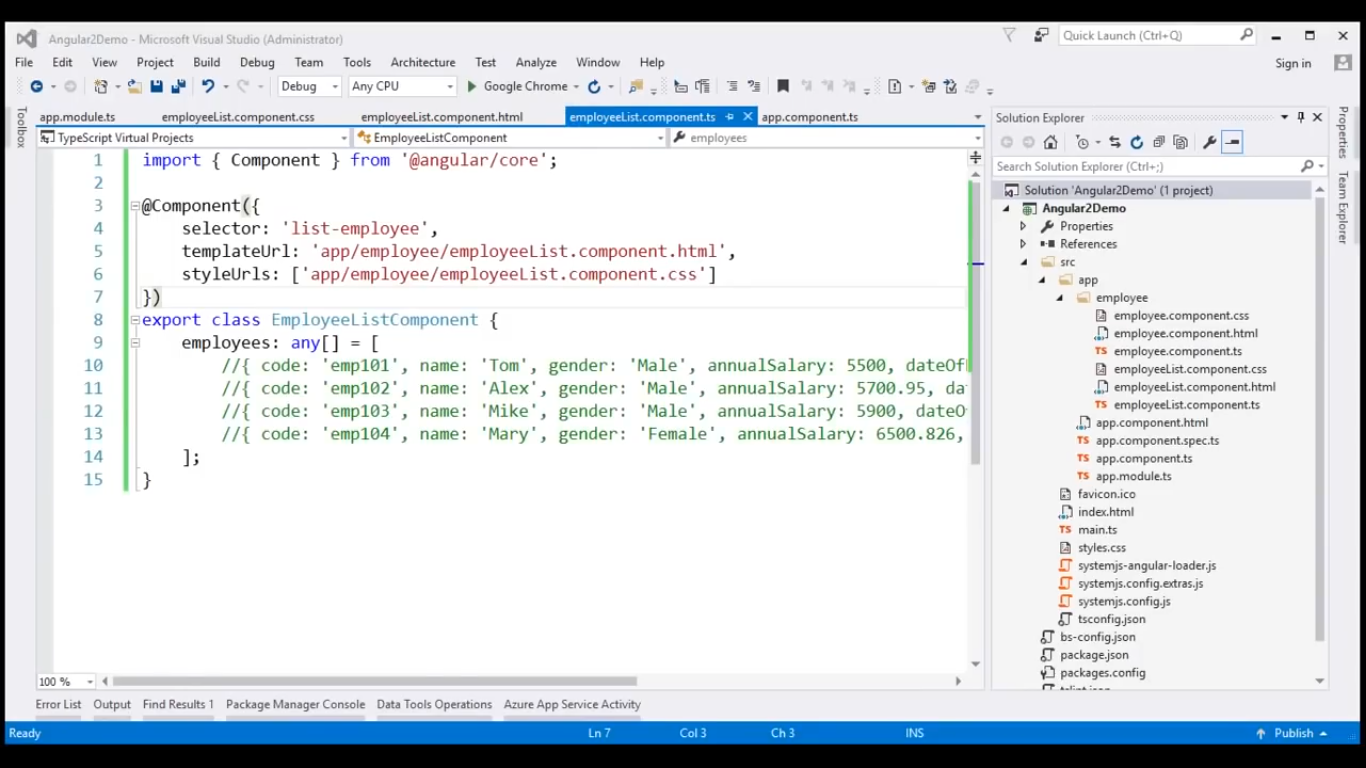 Angular2Demo - Microsoft Visual Studio (Administrator)
Quick Launch (Ctrl+Q)
File Edit View Project Build Debug Team Tools Architecture Test Analyze Window Help
Sign in
Debug Any CPU Google Chrome
Toolbox
app.module.ts employeeList.component.css employeeList.component.html employeeList.component.ts app.component.ts
TypeScript Virtual Projects EmployeeListComponent employees
1 import { Component } from '@angular/core';
2
3 @Component({
4 selector: 'list-employee',
5 templateUrl: 'app/employee/employeeList.component.html',
6 styleUrls: ['app/employee/employeeList.component.css']
7 })
8 export class EmployeeListComponent {
9 employees: any[] = [
10 //{ code: 'emp101', name: 'Tom', gender: 'Male', annualSalary: 5500, dateOf
11 //{ code: 'emp102', name: 'Alex', gender: 'Male', annualSalary: 5700.95, da
12 //{ code: 'emp103', name: 'Mike', gender: 'Male', annualSalary: 5900, dateO
13 //{ code: 'emp104', name: 'Mary', gender: 'Female', annualSalary: 6500.826,
14 ];
15 }
100 %
Solution Explorer
Search Solution Explorer (Ctrl+;)
Solution 'Angular2Demo' (1 project)
Angular2Demo
Properties
References
src
app
employee
employee.component.css
employee.component.html
employee.component.ts
employeeList.component.css
employeeList.component.html
employeeList.component.ts
app.component.html
app.component.spec.ts
app.component.ts
app.module.ts
favicon.ico
index.html
main.ts
styles.css
systemjs-angular-loader.js
systemjs.config.extras.js
systemjs.config.js
tsconfig.json
bs-config.json
package.json
packages.config
Properties
Team Explorer
Error List Output Find Results 1 Package Manager Console Data Tools Operations Azure App Service Activity
Ready Ln 7 Col 3 Ch 3 INS Publish